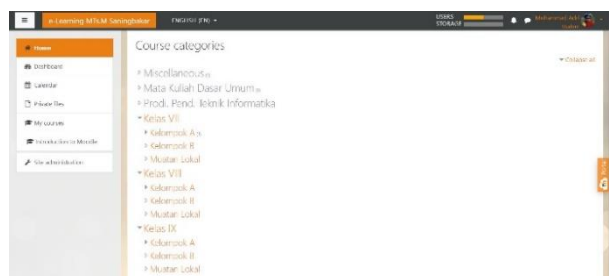 e-Learning MTs.M Saningbakar
ENGLISH (EN)
USERS
STORAGE
Home
Dashboard
Calendar
Private files
My courses
Introduction to Moodle
Site administration
Course categories
Collapse all
Miscellaneous
Mata Kuliah Dasar Umum
Prodi. Pend. Teknik Informatika
Kelas VII
Kelompok A
Kelompok B
Muatan Lokal
Kelas VIII
Kelompok A
Kelompok B
Muatan Lokal
Kelas IX
Kelompok A
Kelompok B
Muatan Lokal